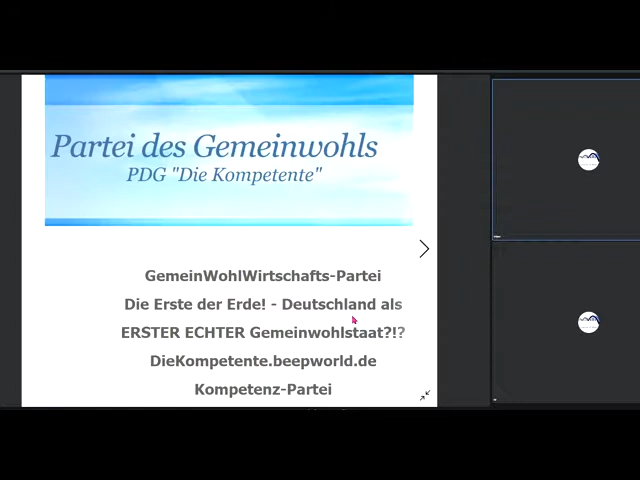 Partei des Gemeinwohls
PDG "Die Kompetente"
GemeinWohlWirtschafts-Partei
Die Erste der Erde! - Deutschland als
ERSTER ECHTER Gemeinwohlstaat?!?
DieKompetente.beepworld.de
Kompetenz-Partei